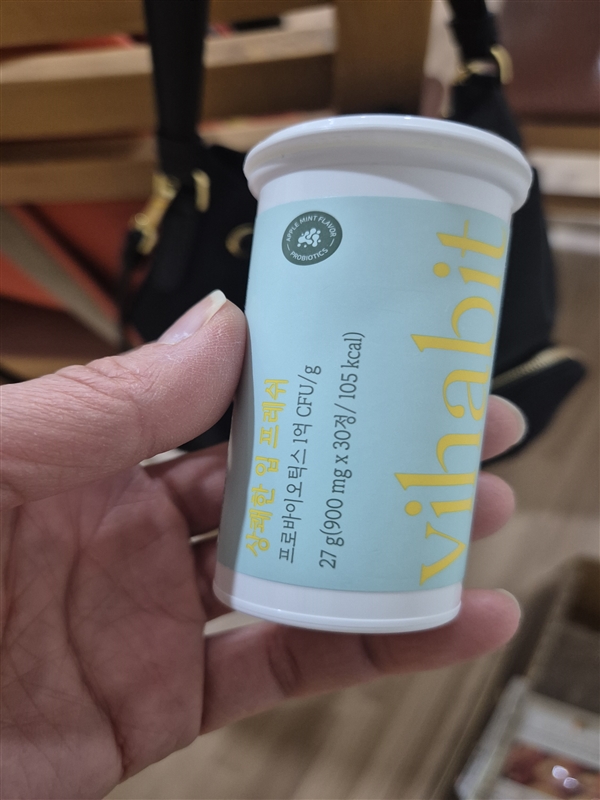 APPLE MINT FLAVOR
PROBIOTICS
vihabit
상쾌한 입 프레쉬
프로바이오틱스 1억 CFU/g
27 g(900 mg x 30정/ 105 kcal)